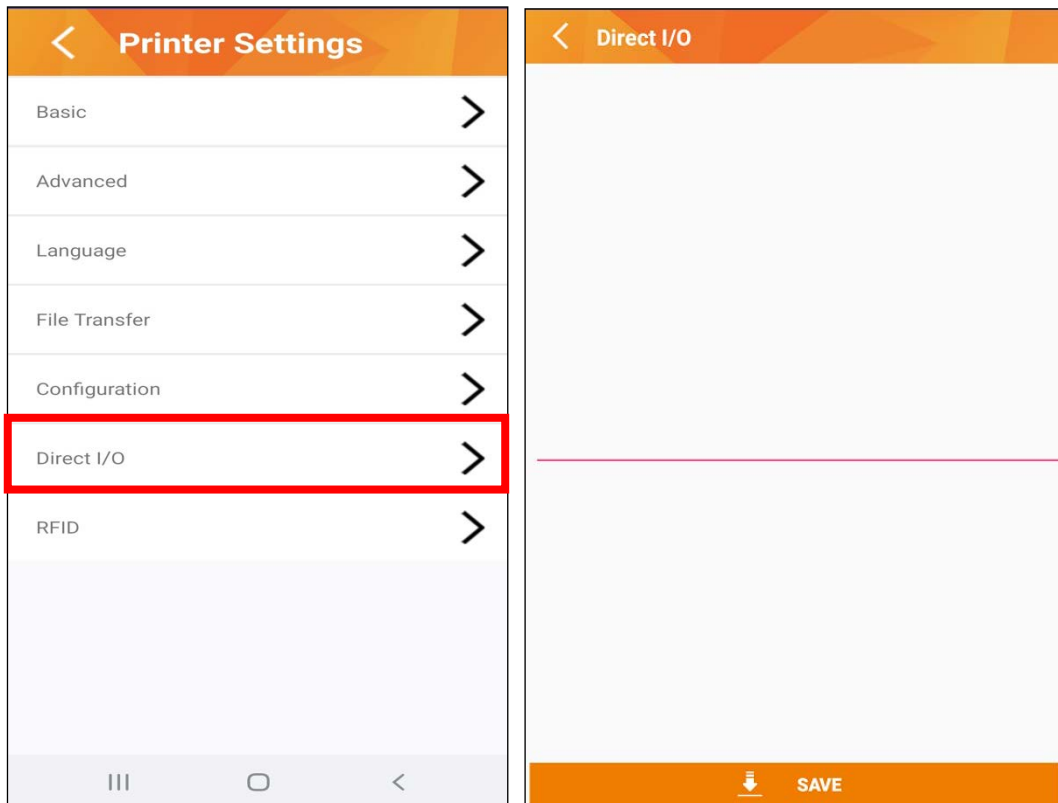 Printer Settings
Basic
Advanced
Language
File Transfer
Configuration
Direct I/O
RFID
Direct I/O
SAVE